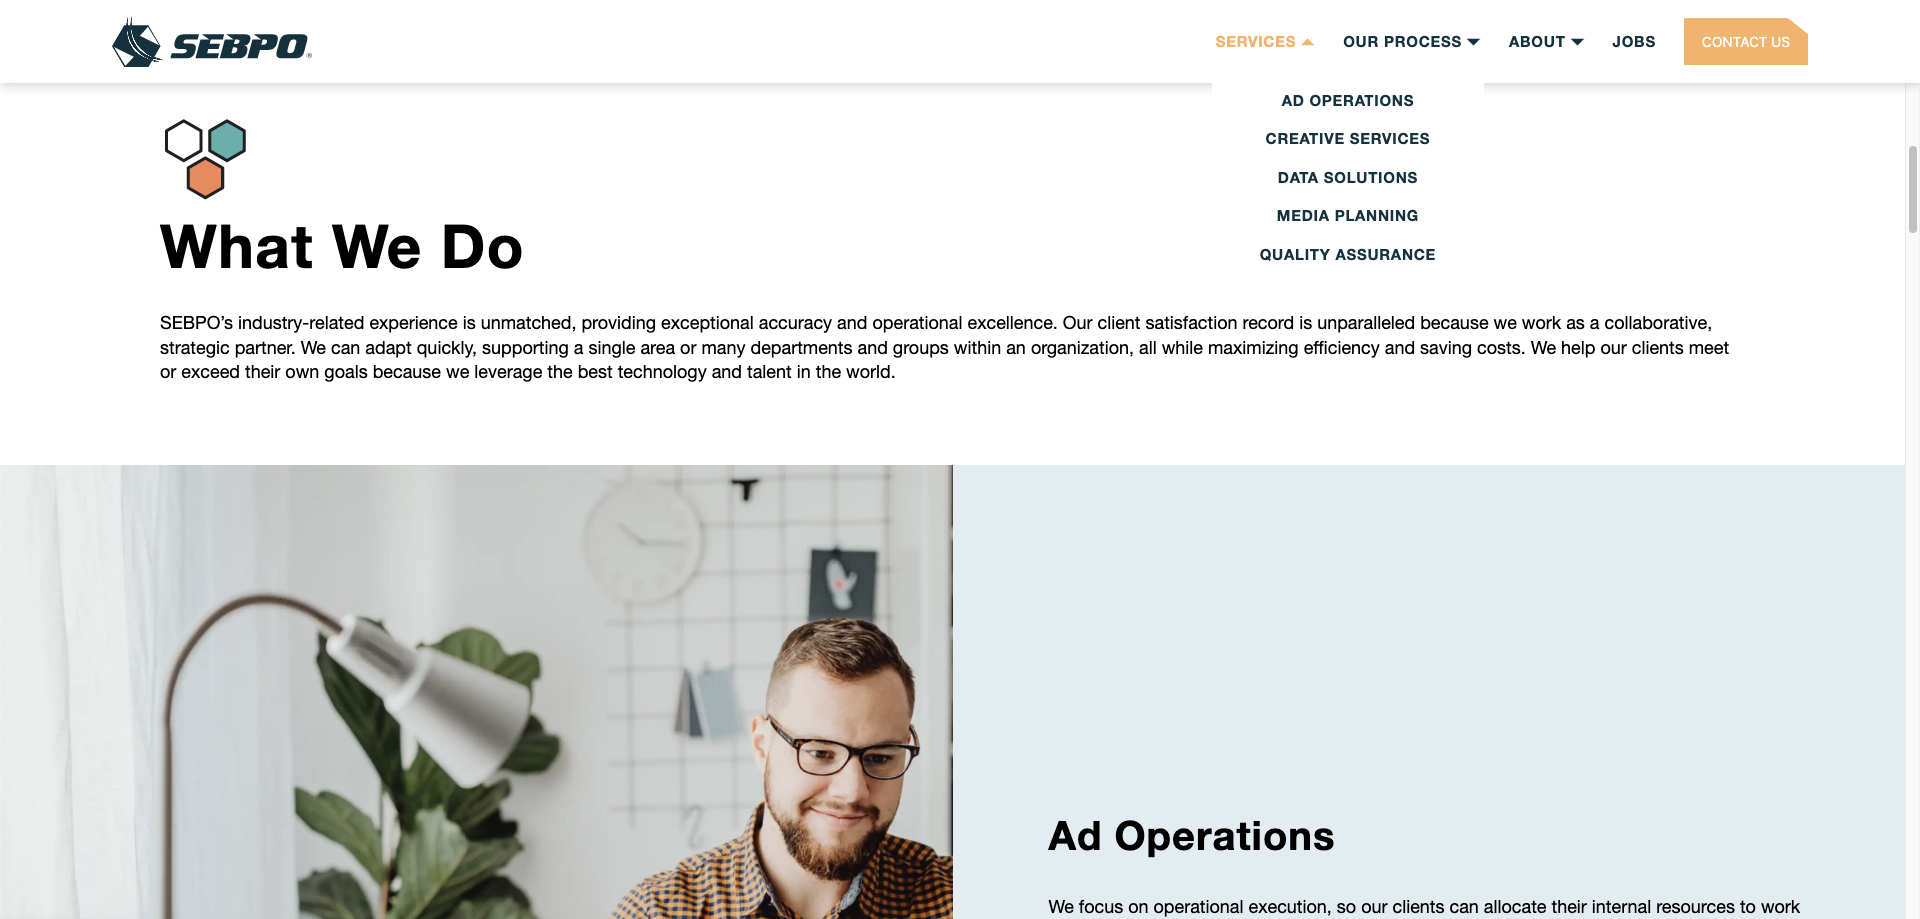 SEBPO®
SERVICES
OUR PROCESS
ABOUT
JOBS
CONTACT US
AD OPERATIONS
CREATIVE SERVICES
DATA SOLUTIONS
MEDIA PLANNING
QUALITY ASSURANCE
What We Do
SEBPO’s industry-related experience is unmatched, providing exceptional accuracy and operational excellence. Our client satisfaction record is unparalleled because we work as a collaborative,
strategic partner. We can adapt quickly, supporting a single area or many departments and groups within an organization, all while maximizing efficiency and saving costs. We help our clients meet
or exceed their own goals because we leverage the best technology and talent in the world.
Ad Operations
We focus on operational execution, so our clients can allocate their internal resources to work